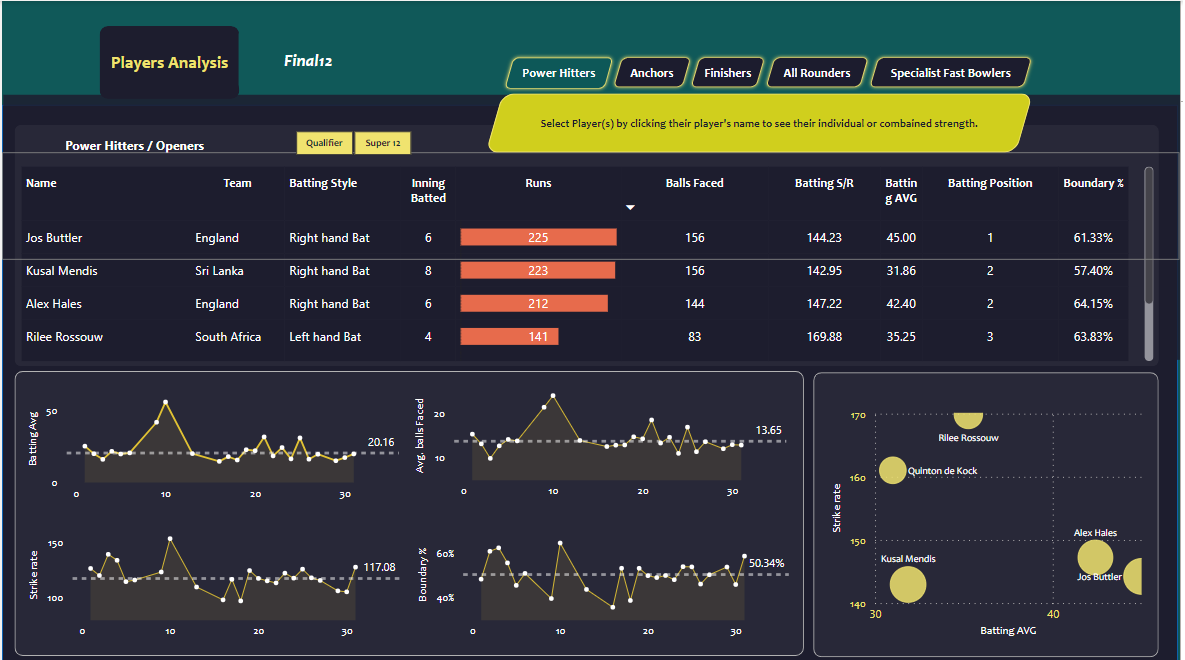 Players Analysis
Final12
Power Hitters Anchors Finishers All Rounders Specialist Fast Bowlers
Select Player(s) by clicking their player's name to see their individual or combained strength.
Power Hitters / Openers Qualifier Super 12
Name Team Batting Style Inning Batted Runs Balls Faced Batting S/R Battin g AVG Batting Position Boundary %
Jos Buttler England Right hand Bat 6 225 156 144.23 45.00 1 61.33%
Kusal Mendis Sri Lanka Right hand Bat 8 223 156 142.95 31.86 2 57.40%
Alex Hales England Right hand Bat 6 212 144 147.22 42.40 2 64.15%
Rilee Rossouw South Africa Left hand Bat 4 141 83 169.88 35.25 3 63.83%
Batting Avg
50
0
20.16
0 10 20 30
Avg. balls Faced
20
10
13.65
0 10 20 30
Strike rate
150
100
117.08
0 10 20 30
Boundary %
60%
40%
50.34%
0 10 20 30
Strike rate
170
160
150
140
Rilee Rossouw
Quinton de Kock
Alex Hales
Kusal Mendis
Jos Buttler
30 40
Batting AVG